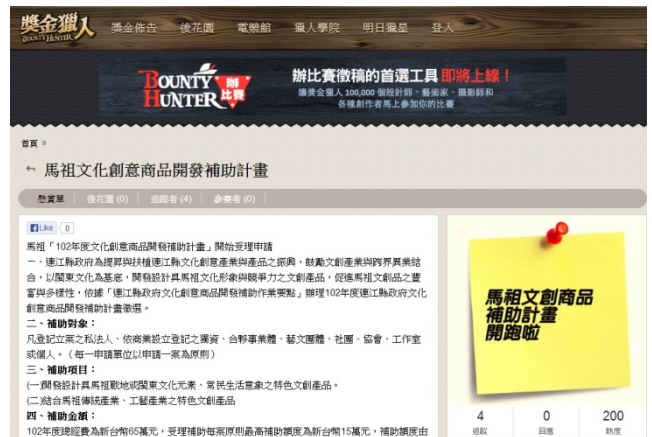 獎金獵人
BOUNTY HUNTER
獎金佈告 後花園 電競館 獵人學院 明日獵星 登入
BOUNTY HUNTER 辦比賽
辦比賽徵稿的首選工具 即將上線！
讓獎金獵人 100,000 個設計師、藝術家、攝影師和
各種創作者馬上參加你的比賽
首頁 »
馬祖文化創意商品開發補助計畫
懸賞單 後花園 (0) 追蹤者 (4) 參賽者 (0)
Like 0
馬祖「102年度文化創意商品開發補助計畫」開始受理申請
一、連江縣政府為提昇與扶植連江縣文化創意產業與產品之振興，鼓勵文創產業與跨界異業結
合，以閩東文化為基底，開發設計具馬祖文化形象與競爭力之文創產品，促進馬祖文創品之豐
富與多樣性，依據「連江縣政府文化創意商品開發補助作業要點」辦理102年度連江縣政府文化
創意商品開發補助計畫徵選。
二、補助對象：
凡登記立案之私法人、依商業設立登記之獨資、合夥事業體、藝文團體、社團、協會、工作室
或個人。（每一申請單位以申請一案為原則）
三、補助項目：
(一)開發設計具馬祖戰地或閩東文化元素、常民生活意象之特色文創產品。
(二)結合馬祖傳統產業、工藝產業之特色文創產品
四、補助金額：
102年度總經費為新台幣65萬元，受理補助每案原則最高補助額度為新台幣15萬元，補助額度由
馬祖文創商品
補助計畫
開跑啦
4 0 200
追蹤 回應 熱度